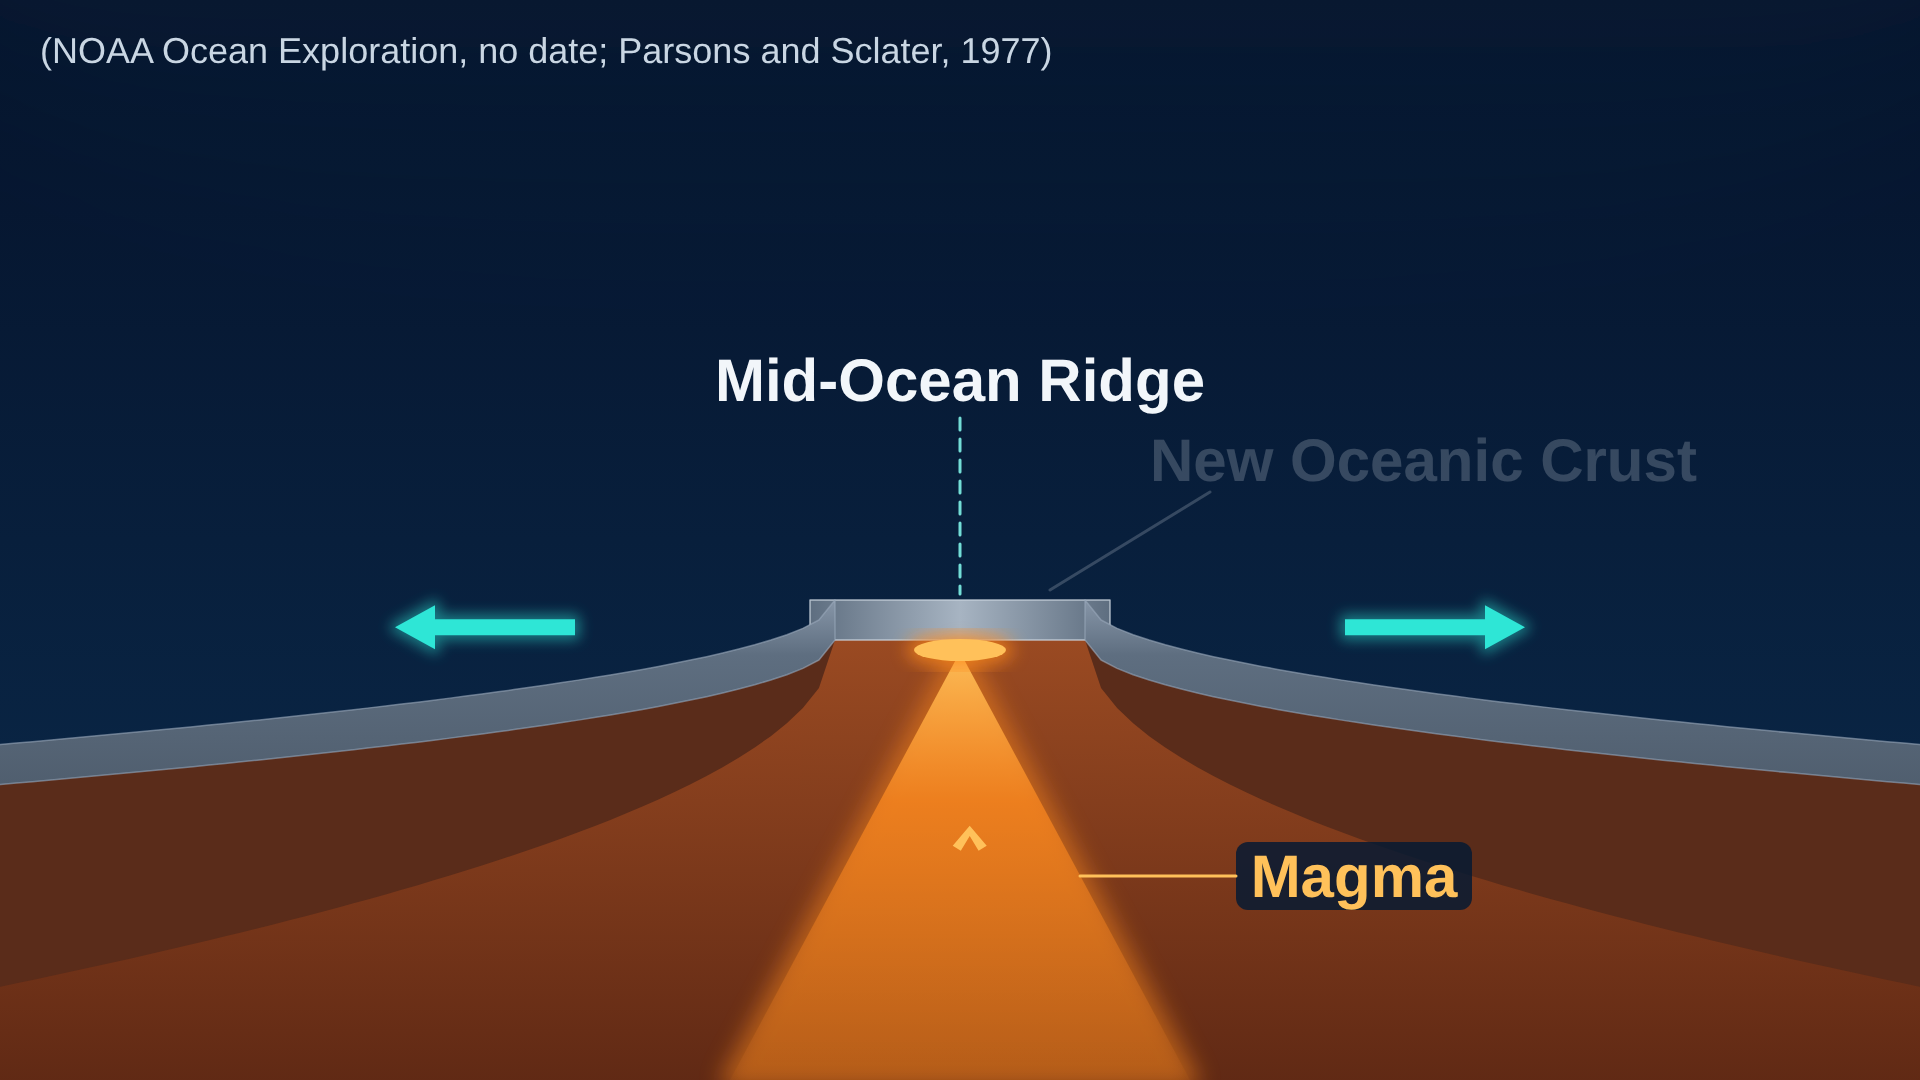 (NOAA Ocean Exploration, no date; Parsons and Sclater, 1977)
Mid-Ocean Ridge
New Oceanic Crust
Magma